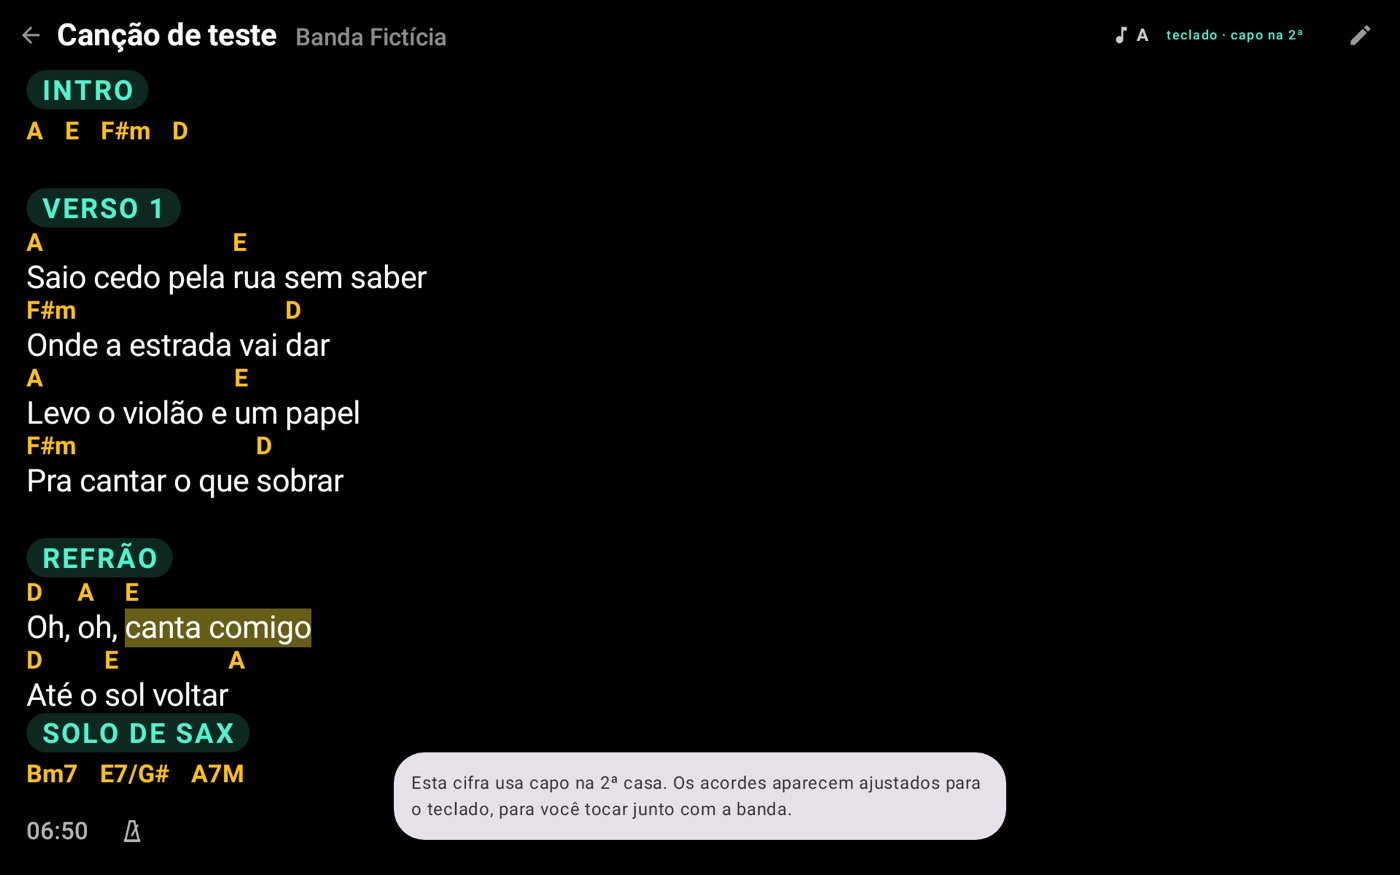 Canção de teste Banda Fictícia A teclado · capo na 2ª
INTRO
A E F#m D
VERSO 1
A E
Saio cedo pela rua sem saber
F#m D
Onde a estrada vai dar
A E
Levo o violão e um papel
F#m D
Pra cantar o que sobrar
REFRÃO
D A E
Oh, oh, canta comigo
D E A
Até o sol voltar
SOLO DE SAX
Bm7 E7/G# A7M
Esta cifra usa capo na 2ª casa. Os acordes aparecem ajustados para
o teclado, para você tocar junto com a banda.
06:50